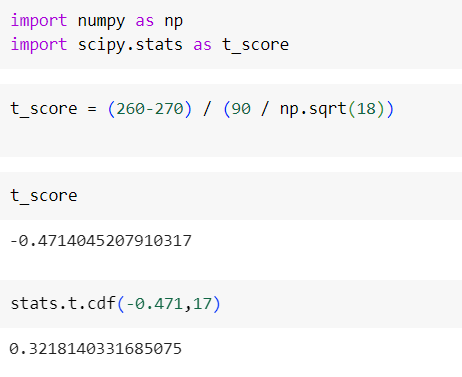 import numpy as np
import scipy.stats as t_score
t_score = (260-270) / (90 / np.sqrt(18))
t_score
-0.4714045207910317
stats.t.cdf(-0.471,17)
0.3218140331685075